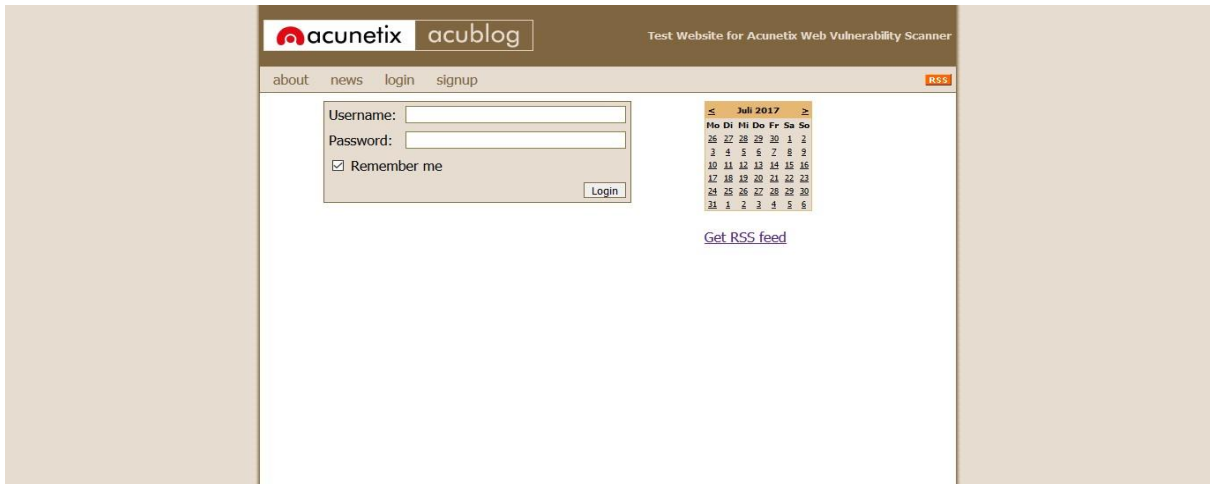 acunetix acublog
Test Website for Acunetix Web Vulnerability Scanner
about news login signup
RSS
Username:
Password:
Remember me
Login
< Juli 2017 >
Mo Di Mi Do Fr Sa So
26 27 28 29 30 1 2
3 4 5 6 7 8 9
10 11 12 13 14 15 16
17 18 19 20 21 22 23
24 25 26 27 28 29 30
31 1 2 3 4 5 6
Get RSS feed